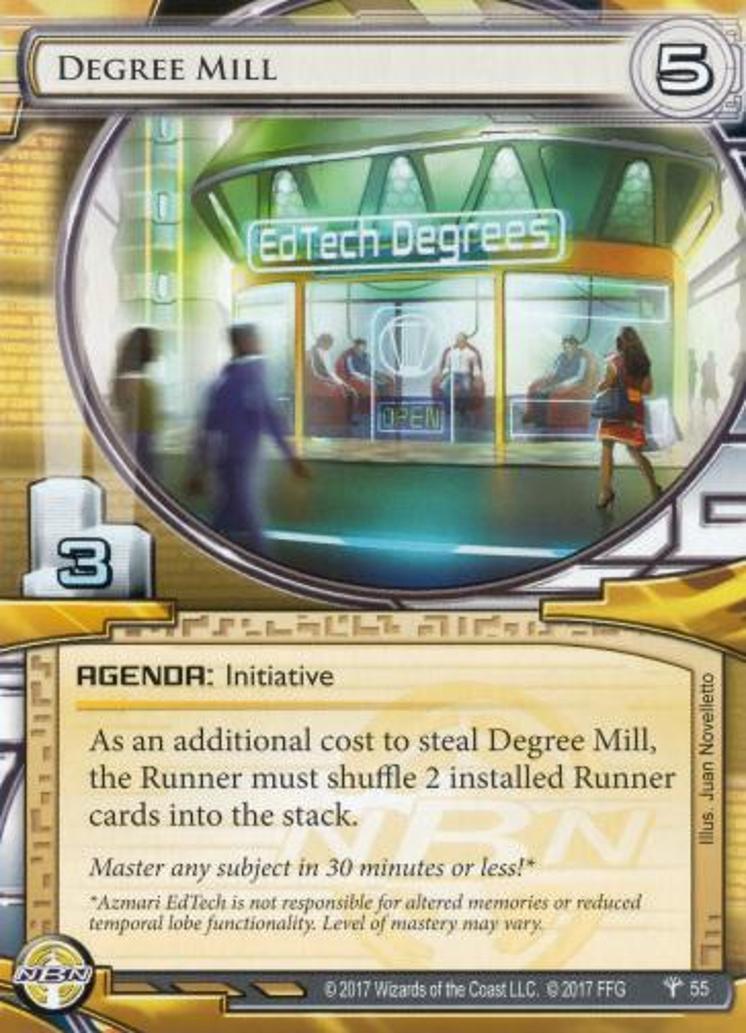 Degree Mill
5
EdTech Degrees
OPEN
3
AGENDA: Initiative
As an additional cost to steal Degree Mill,
the Runner must shuffle 2 installed Runner
cards into the stack.
Master any subject in 30 minutes or less!*
*Azmari EdTech is not responsible for altered memories or reduced
temporal lobe functionality. Level of mastery may vary.
NBN
Illus. Juan Novelletto
NBN
© 2017 Wizards of the Coast LLC. © 2017 FFG
55